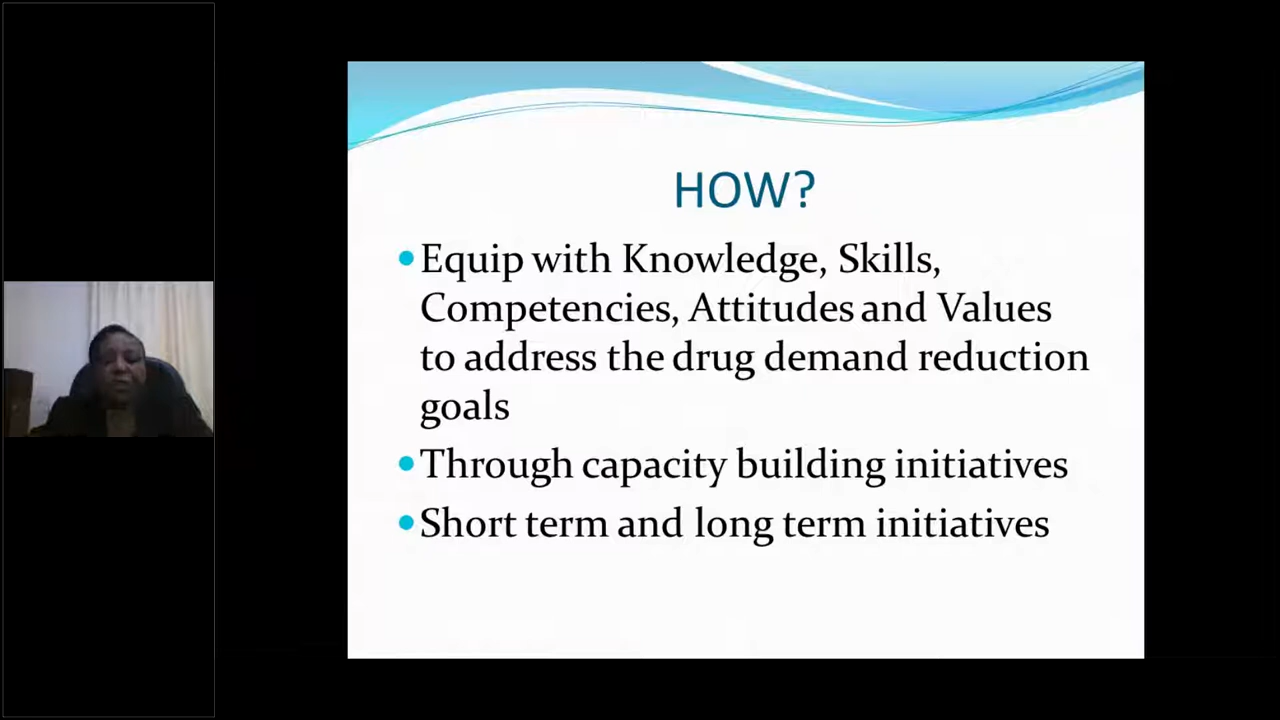 HOW?
Equip with Knowledge, Skills,
Competencies, Attitudes and Values
to address the drug demand reduction
goals
Through capacity building initiatives
Short term and long term initiatives